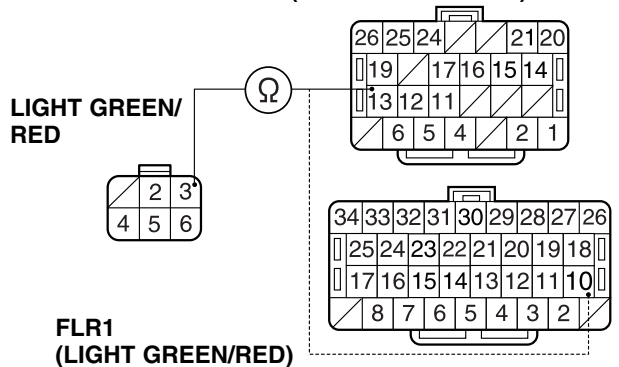 26 25 24 21 20
19 17 16 15 14
13 12 11
6 5 4 2 1
Ω
LIGHT GREEN/
RED
2 3
4 5 6
34 33 32 31 30 29 28 27 26
25 24 23 22 21 20 19 18
17 16 15 14 13 12 11 10
8 7 6 5 4 3 2
FLR1
(LIGHT GREEN/RED)